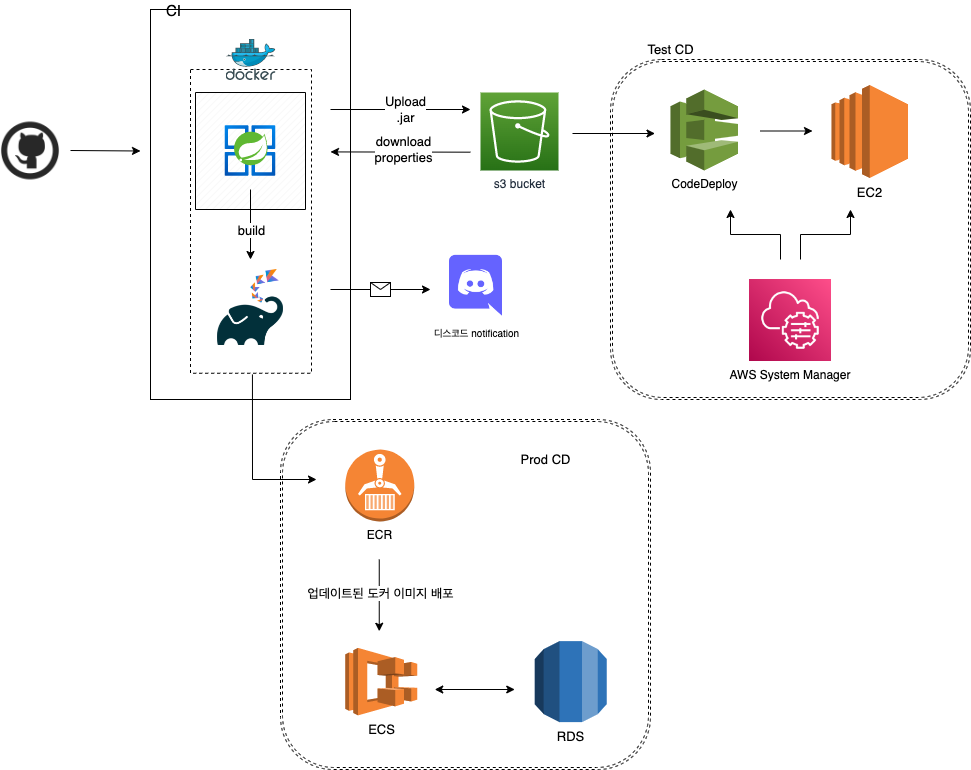 CI
docker
Upload
.jar
download
properties
s3 bucket
build
디스코드 notification
Test CD
CodeDeploy
EC2
AWS System Manager
Prod CD
ECR
업데이트된 도커 이미지 배포
ECS
RDS